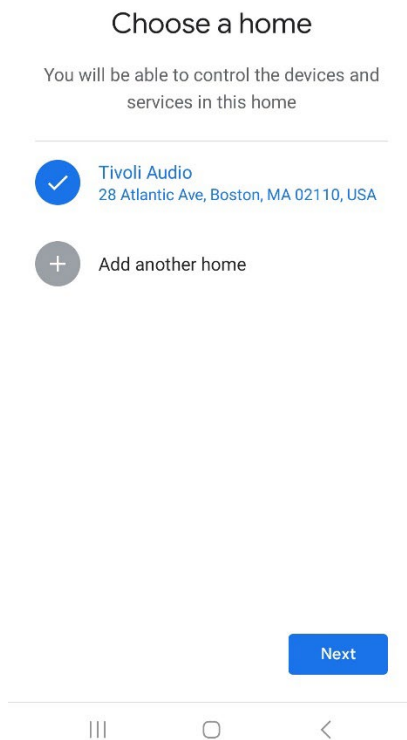 Choose a home
You will be able to control the devices and
services in this home
Tivoli Audio
28 Atlantic Ave, Boston, MA 02110, USA
Add another home
Next